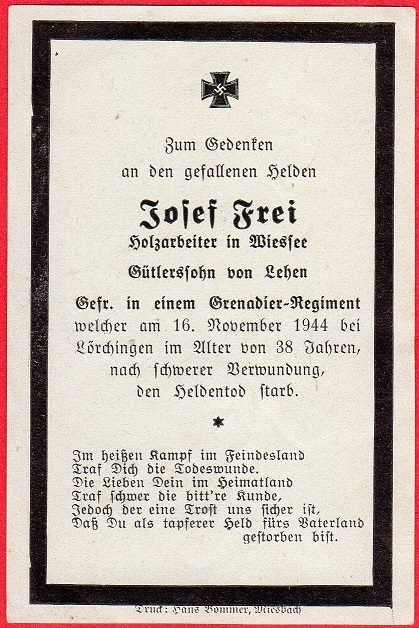 Zum Gedenken
an den gefallenen Helden
Josef Frei
Holzarbeiter in Wiessee
Gütlerssohn von Lehen
Gefr. in einem Grenadier-Regiment
welcher am 16. November 1944 bei
Lörchingen im Alter von 38 Jahren,
nach schwerer Verwundung,
den Heldentod starb.
*
Im heißen Kampf im Feindesland
Traf Dich die Todeswunde.
Die Lieben Dein im Heimatland
Traf schwer die bitt're Kunde,
Jedoch der eine Trost uns sicher ist,
Daß Du als tapferer Held fürs Vaterland
gestorben bist.
Druck: Hans Bommer, Miesbach